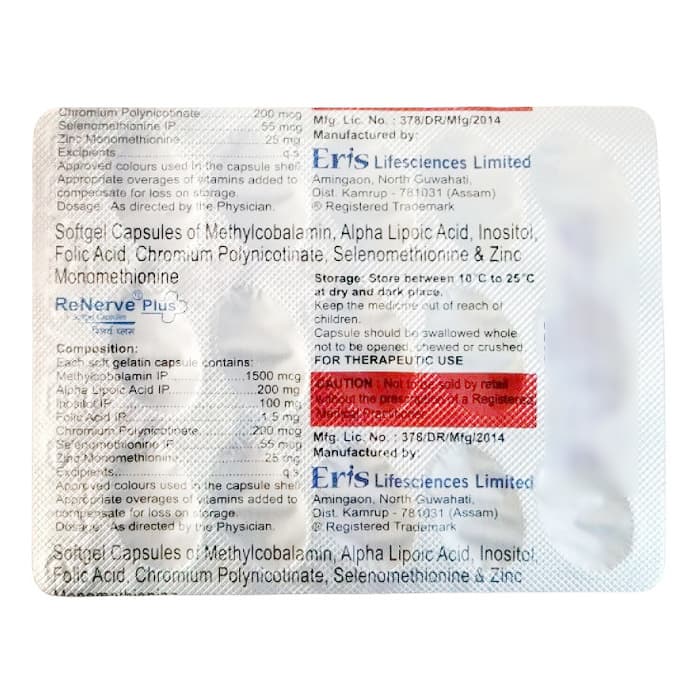 Chromium Polynicotinate..............200 mcg
Selenomethionine IP.....................55 mcg
Zinc Monomethionine....................25 mg
Excipients.......................................q.s.
Approved colours used in the capsule shell
Appropriate overages of vitamins added to
compensate for loss on storage.
Dosage : As directed by the Physician.
Mfg. Lic. No. : 378/DR/Mfg/2014
Manufactured by:
Eris Lifesciences Limited
Amingaon, North Guwahati,
Dist. Kamrup - 781031 (Assam)
® Registered Trademark
Softgel Capsules of Methylcobalamin, Alpha Lipoic Acid, Inositol,
Folic Acid, Chromium Polynicotinate, Selenomethionine & Zinc
Monomethionine
ReNerve® Plus
Softgel Capsules
रिनर्व प्लस
Composition:
Each soft gelatin capsule contains:
Methylcobalamin IP.....................1500 mcg
Alpha Lipoic Acid IP......................200 mg
Inositol IP.......................................100 mg
Folic Acid IP...................................1.5 mg
Chromium Polynicotinate..............200 mcg
Selenomethionine IP.....................55 mcg
Zinc Monomethionine....................25 mg
Excipients.......................................q.s.
Approved colours used in the capsule shell
Appropriate overages of vitamins added to
compensate for loss on storage.
Dosage : As directed by the Physician.
Storage: Store between 10°C to 25°C
at dry and dark place.
Keep the medicine out of reach of
children.
Capsule should be swallowed whole
not to be opened, chewed or crushed.
FOR THERAPEUTIC USE
CAUTION : Not to be sold by retail
without the prescription of a Registered
Medical Practitioner
Mfg. Lic. No. : 378/DR/Mfg/2014
Manufactured by:
Eris Lifesciences Limited
Amingaon, North Guwahati,
Dist. Kamrup - 781031 (Assam)
® Registered Trademark
Softgel Capsules of Methylcobalamin, Alpha Lipoic Acid, Inositol,
Folic Acid, Chromium Polynicotinate, Selenomethionine & Zinc
Monomethionine